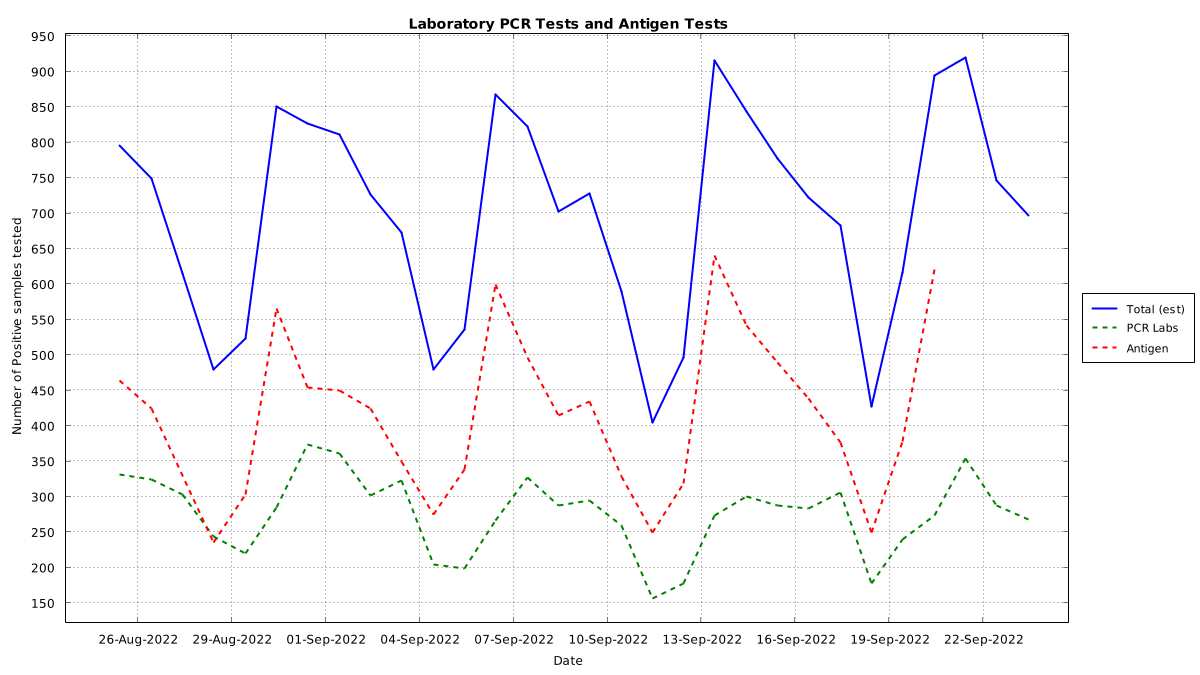 Laboratory PCR Tests and Antigen Tests
950
900
850
800
750
700
650
600
550
500
450
400
350
300
250
200
150
Number of Positive samples tested
26-Aug-2022 29-Aug-2022 01-Sep-2022 04-Sep-2022 07-Sep-2022 10-Sep-2022 13-Sep-2022 16-Sep-2022 19-Sep-2022 22-Sep-2022
Date
Total (est)
PCR Labs
Antigen